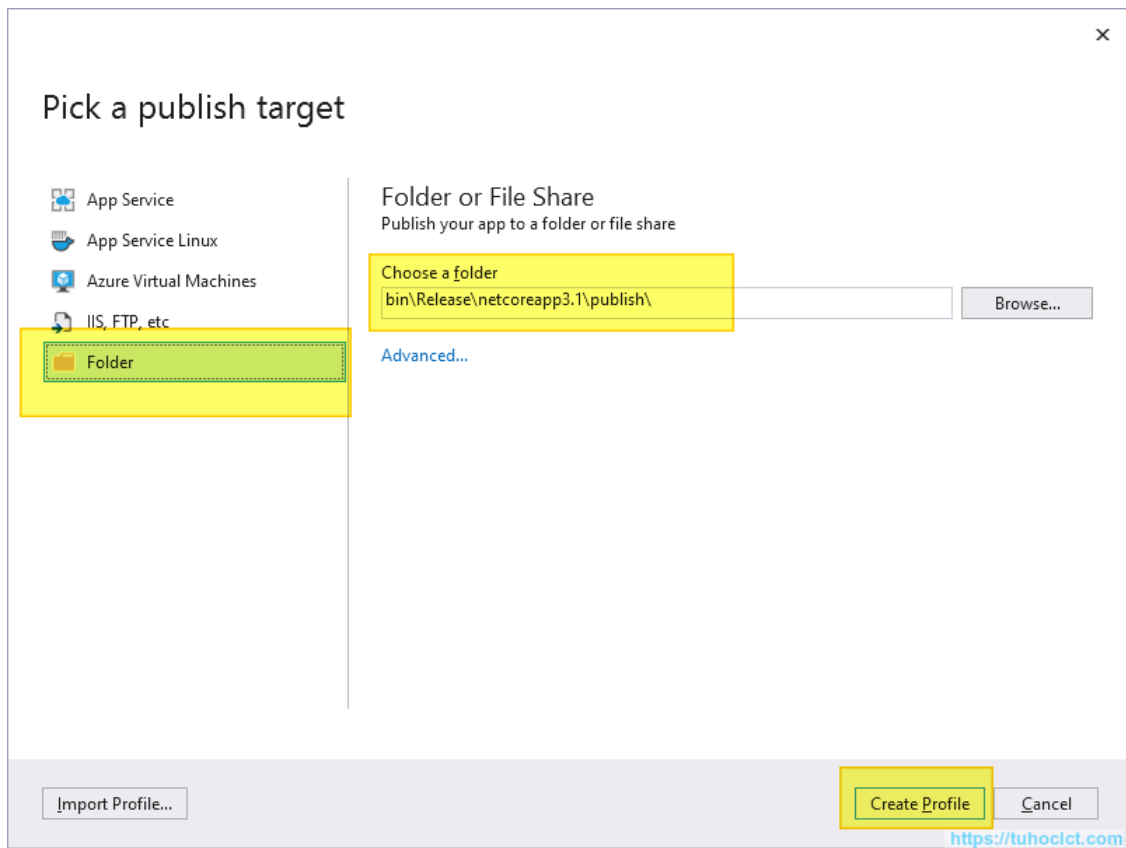 Pick a publish target
App Service
App Service Linux
Azure Virtual Machines
IIS, FTP, etc
Folder
Folder or File Share
Publish your app to a folder or file share
Choose a folder
bin\Release\netcoreapp3.1\publish\
Browse...
Advanced...
Import Profile...
Create Profile
Cancel
https://tuhocict.com